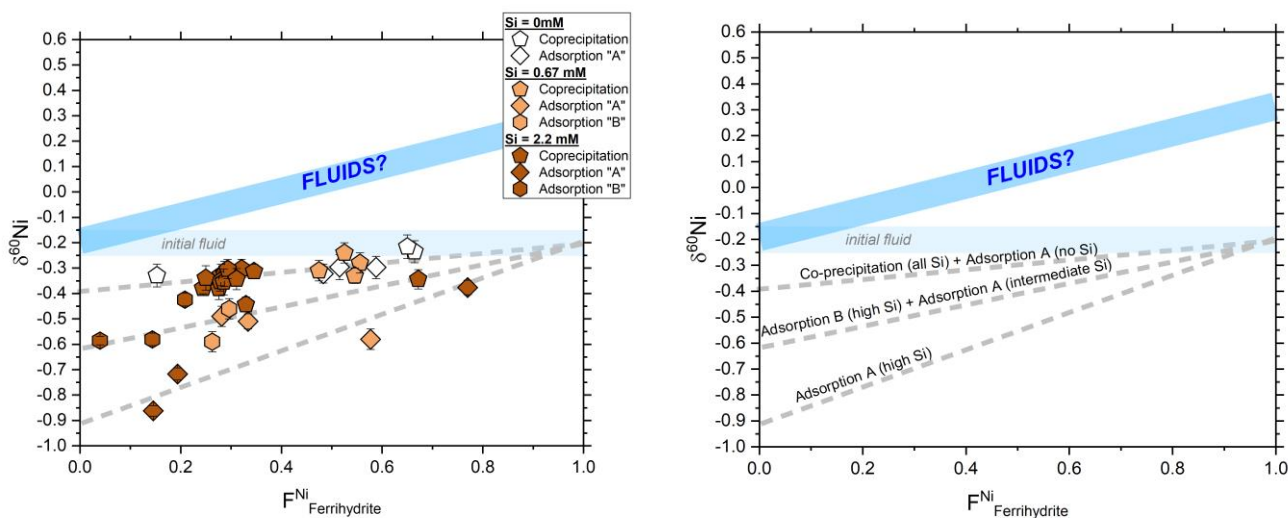 Si = 0mM
Coprecipitation
Adsorption "A"
Si = 0.67 mM
Coprecipitation
Adsorption "A"
Adsorption "B"
Si = 2.2 mM
Coprecipitation
Adsorption "A"
Adsorption "B"
0.6
0.5
0.4
0.3
0.2
0.1
0.0
-0.1
-0.2
-0.3
-0.4
-0.5
-0.6
-0.7
-0.8
-0.9
-1.0
δ60Ni
FLUIDS?
initial fluid
0.0 0.2 0.4 0.6 0.8 1.0
FNi Ferrihydrite
0.6
0.5
0.4
0.3
0.2
0.1
0.0
-0.1
-0.2
-0.3
-0.4
-0.5
-0.6
-0.7
-0.8
-0.9
-1.0
δ60Ni
FLUIDS?
initial fluid
Co-precipitation (all Si) + Adsorption A (no Si)
Adsorption B (high Si) + Adsorption A (intermediate Si)
Adsorption A (high Si)
0.0 0.2 0.4 0.6 0.8 1.0
FNi Ferrihydrite